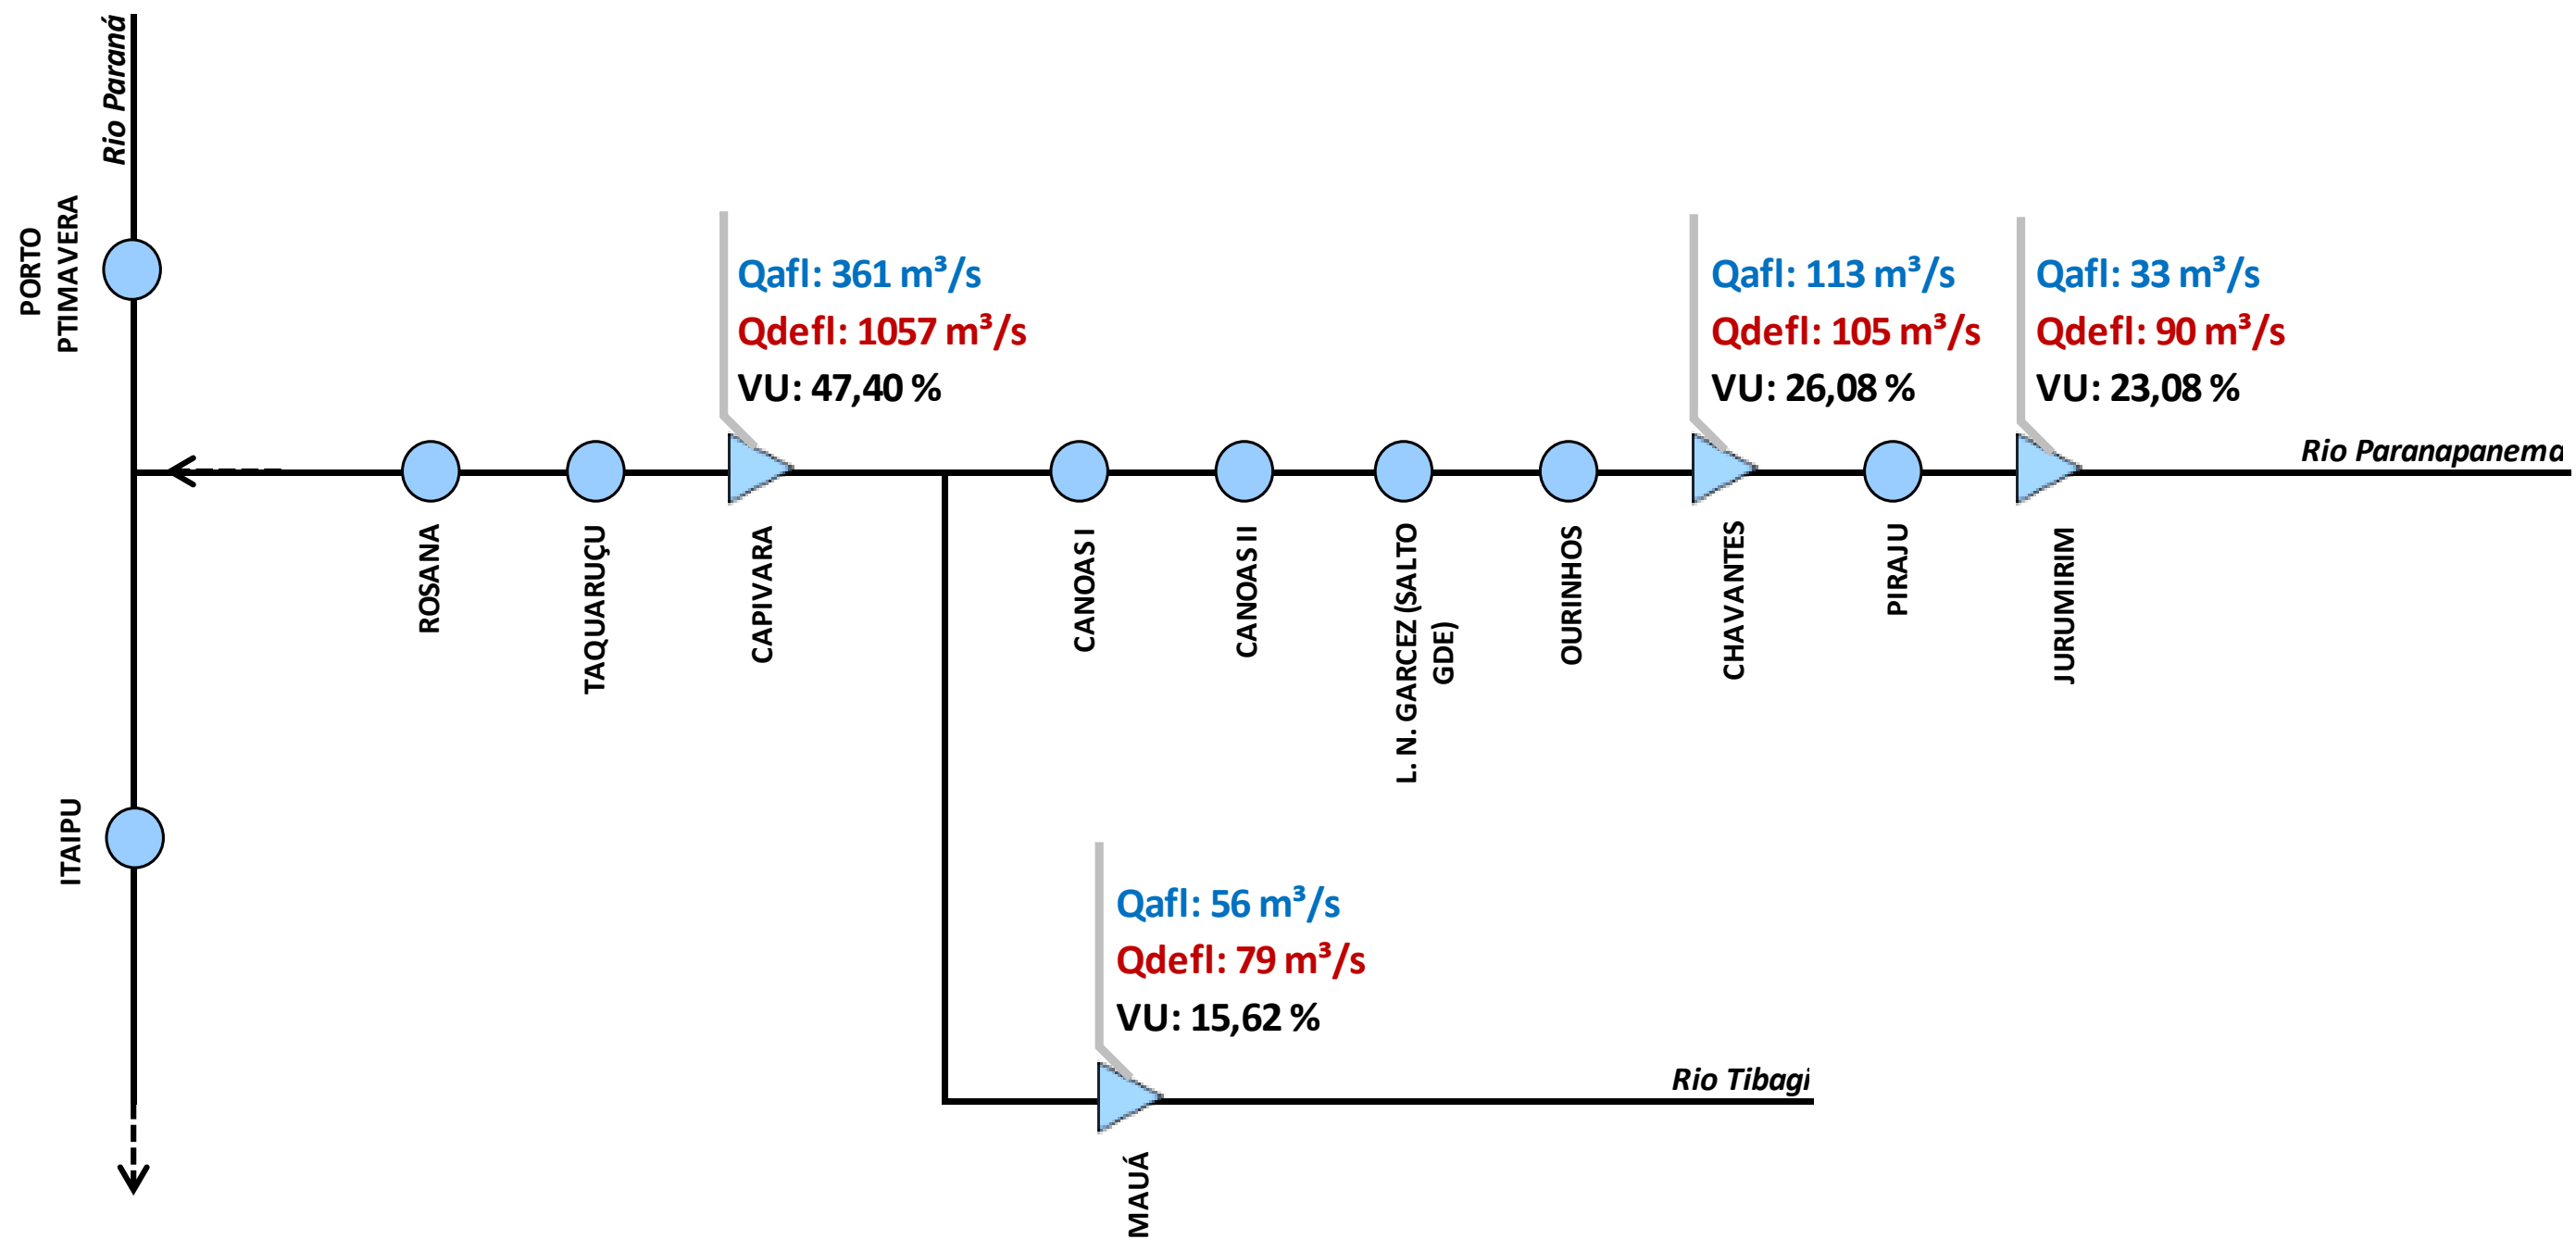 Rio Paraná
PORTO
PTIMAVERA
Qafl: 361 m³/s
Qdefl: 1057 m³/s
VU: 47,40 %
Qafl: 113 m³/s
Qdefl: 105 m³/s
VU: 26,08 %
Qafl: 33 m³/s
Qdefl: 90 m³/s
VU: 23,08 %
Rio Paranapanema
ROSANA
TAQUARUÇU
CAPIVARA
CANOAS I
CANOAS II
L. N. GARCEZ (SALTO
GDE)
OURINHOS
CHAVANTES
PIRAJU
JURUMIRIM
ITAIPU
Qafl: 56 m³/s
Qdefl: 79 m³/s
VU: 15,62 %
Rio Tibagi
MAUÁ